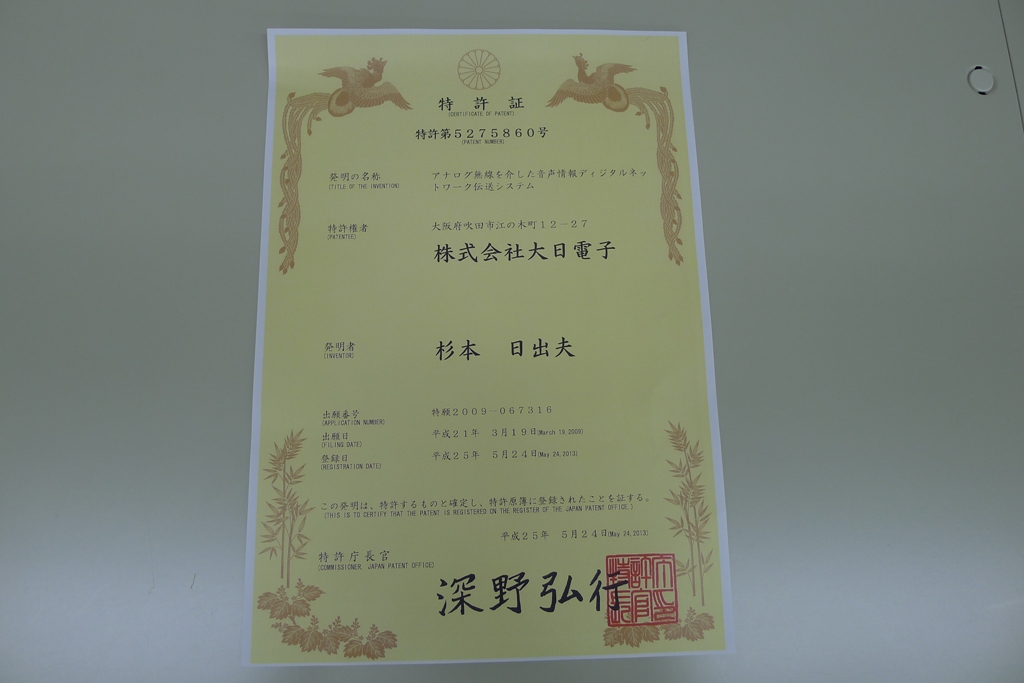 特許証
(CERTIFICATE OF PATENT)
特許第5275860号
(PATENT NUMBER)
発明の名称
(TITLE OF THE INVENTION)
アナログ無線を介した音声情報ディジタルネッ
トワーク伝送システム
特許権者
(PATENTEE)
大阪府吹田市江の木町12-27
株式会社大日電子
発明者
(INVENTOR)
杉本 日出夫
出願番号
(APPLICATION NUMBER)
特願2009-067316
出願日
(FILING DATE)
平成21年 3月19日(March 19,2009)
登録日
(REGISTRATION DATE)
平成25年 5月24日(May 24,2013)
この発明は、特許するものと確定し、特許原簿に登録されたことを証する。
(THIS IS TO CERTIFY THAT THE PATENT IS REGISTERED ON THE REGISTER OF THE JAPAN PATENT OFFICE.)
平成25年 5月24日(May 24,2013)
特許庁長官
(COMMISSIONER, JAPAN PATENT OFFICE)
深野弘行